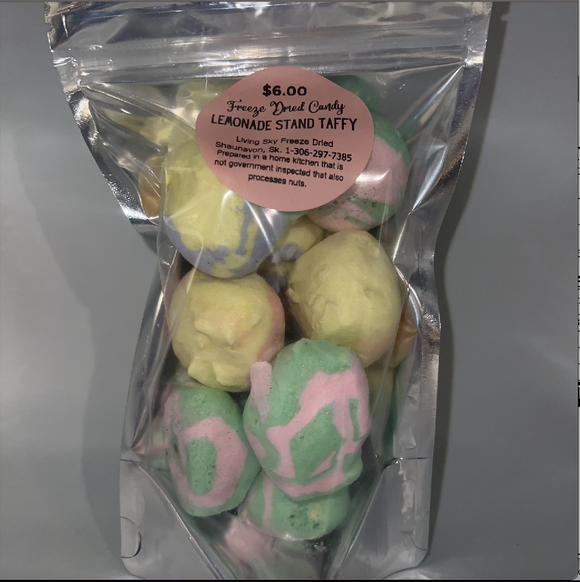 $6.00
Freeze Dried Candy
LEMONADE STAND TAFFY
Living Sky Freeze Dried
Shaunavon, Sk. 1-306-297-7385
Prepared in a home kitchen that is
not government inspected that also
processes nuts.